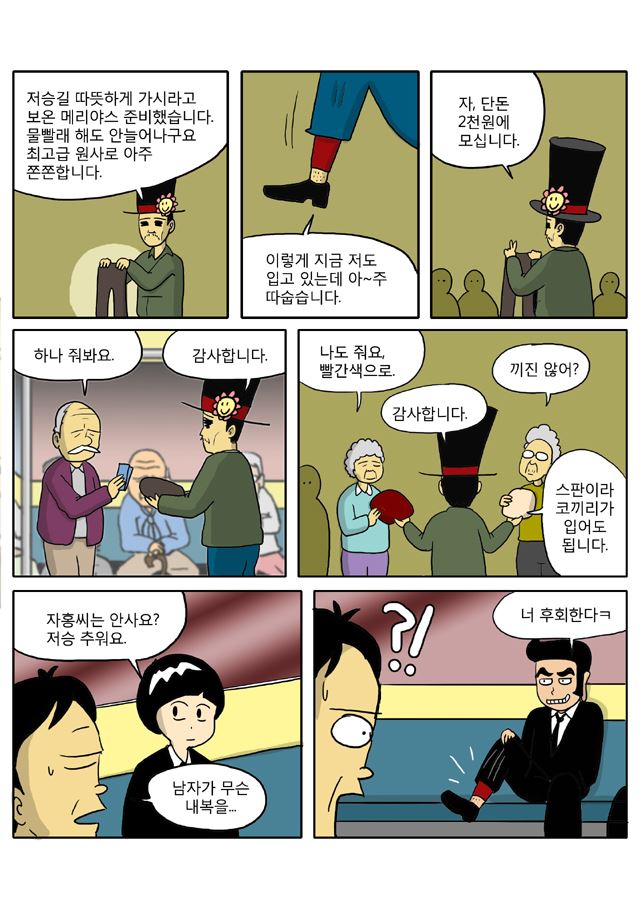 저승길 따뜻하게 가시라고
보온 메리야스 준비했습니다.
물빨래 해도 안늘어나구요
최고급 원사로 아주
쫀쫀합니다.
이렇게 지금 저도
입고 있는데 아~주
따숩습니다.
자, 단돈
2천원에
모십니다.
하나 줘봐요.
감사합니다.
나도 줘요,
빨간색으로.
감사합니다.
끼진 않어?
스판이라
코끼리가
입어도
됩니다.
자홍씨는 안사요?
저승 추워요.
남자가 무슨
내복을...
?!
너 후회한다ㅋ